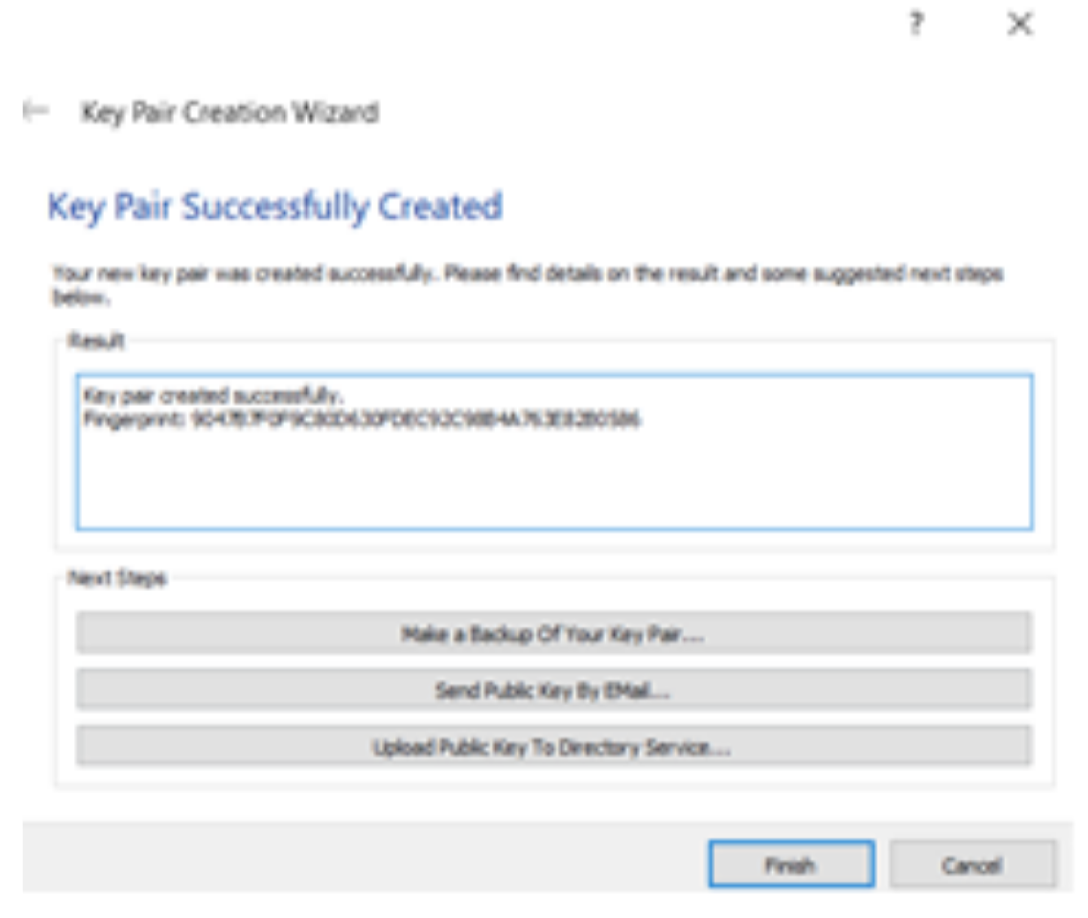 ?
Key Pair Creation Wizard
Key Pair Successfully Created
Your new key pair was created successfully. Please find details on the result and some suggested next steps
below.
Result
Key pair created successfully.
Fingerprint:
Next Steps
Make a Backup Of Your Key Pair...
Send Public Key By EMail...
Upload Public Key To Directory Service...
Finish
Cancel